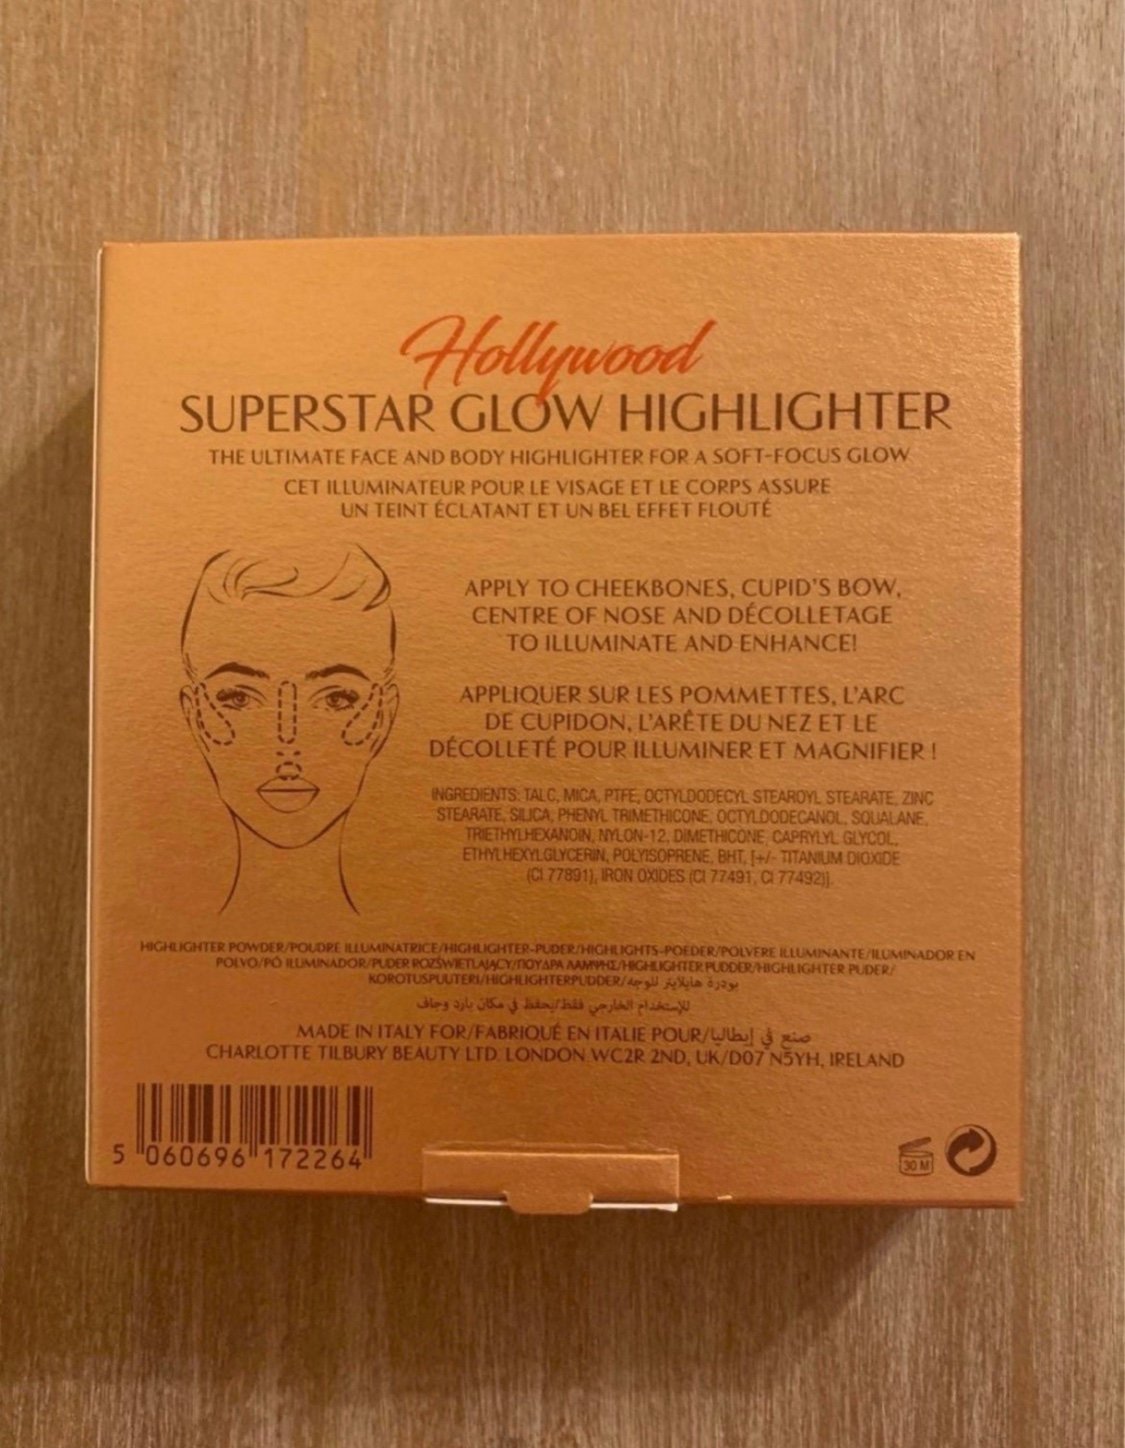 Hollywood
SUPERSTAR GLOW HIGHLIGHTER
THE ULTIMATE FACE AND BODY HIGHLIGHTER FOR A SOFT-FOCUS GLOW
CET ILLUMINATEUR POUR LE VISAGE ET LE CORPS ASSURE
UN TEINT ÉCLATANT ET UN BEL EFFET FLOUTÉ
APPLY TO CHEEKBONES, CUPID'S BOW,
CENTRE OF NOSE AND DÉCOLLETAGE
TO ILLUMINATE AND ENHANCE!
APPLIQUER SUR LES POMMETTES, L'ARC
DE CUPIDON, L'ARÊTE DU NEZ ET LE
DÉCOLLETÉ POUR ILLUMINER ET MAGNIFIER !
INGREDIENTS: TALC, MICA, PTFE, OCTYLDODECYL STEAROYL STEARATE, ZINC
STEARATE, SILICA, PHENYL TRIMETHICONE, OCTYLDODECANOL, SQUALANE,
TRIETHYLHEXANOIN, NYLON-12, DIMETHICONE, CAPRYLYL GLYCOL,
ETHYLHEXYLGLYCERIN, POLYISOPRENE, BHT, [+/- TITANIUM DIOXIDE
(CI 77891), IRON OXIDES (CI 77491, CI 77492)].
HIGHLIGHTER POWDER/POUDRE ILLUMINATRICE/HIGHLIGHTER-PUDER/HIGHLIGHTS-POEDER/POLVERE ILLUMINANTE/ILUMINADOR EN
POLVO/PÓ ILUMINADOR/PUDER ROZŚWIETLAJĄCY/ΠΟΥΔΡΑ ΛΑΜΨΗΣ/HIGHLIGHTER PUDDER/HIGHLIGHTER PUDER/
KOROTUSPUUTERI/HIGHLIGHTERPUDDER/بودرة هايلايتر للوجه
للإستخدام الخارجي فقط/يُحفظ في مكان بارد وجاف
MADE IN ITALY FOR/FABRIQUÉ EN ITALIE POUR/صنع في إيطاليا
CHARLOTTE TILBURY BEAUTY LTD. LONDON WC2R 2ND, UK/D07 N5YH, IRELAND
5 060696 172264
30 M